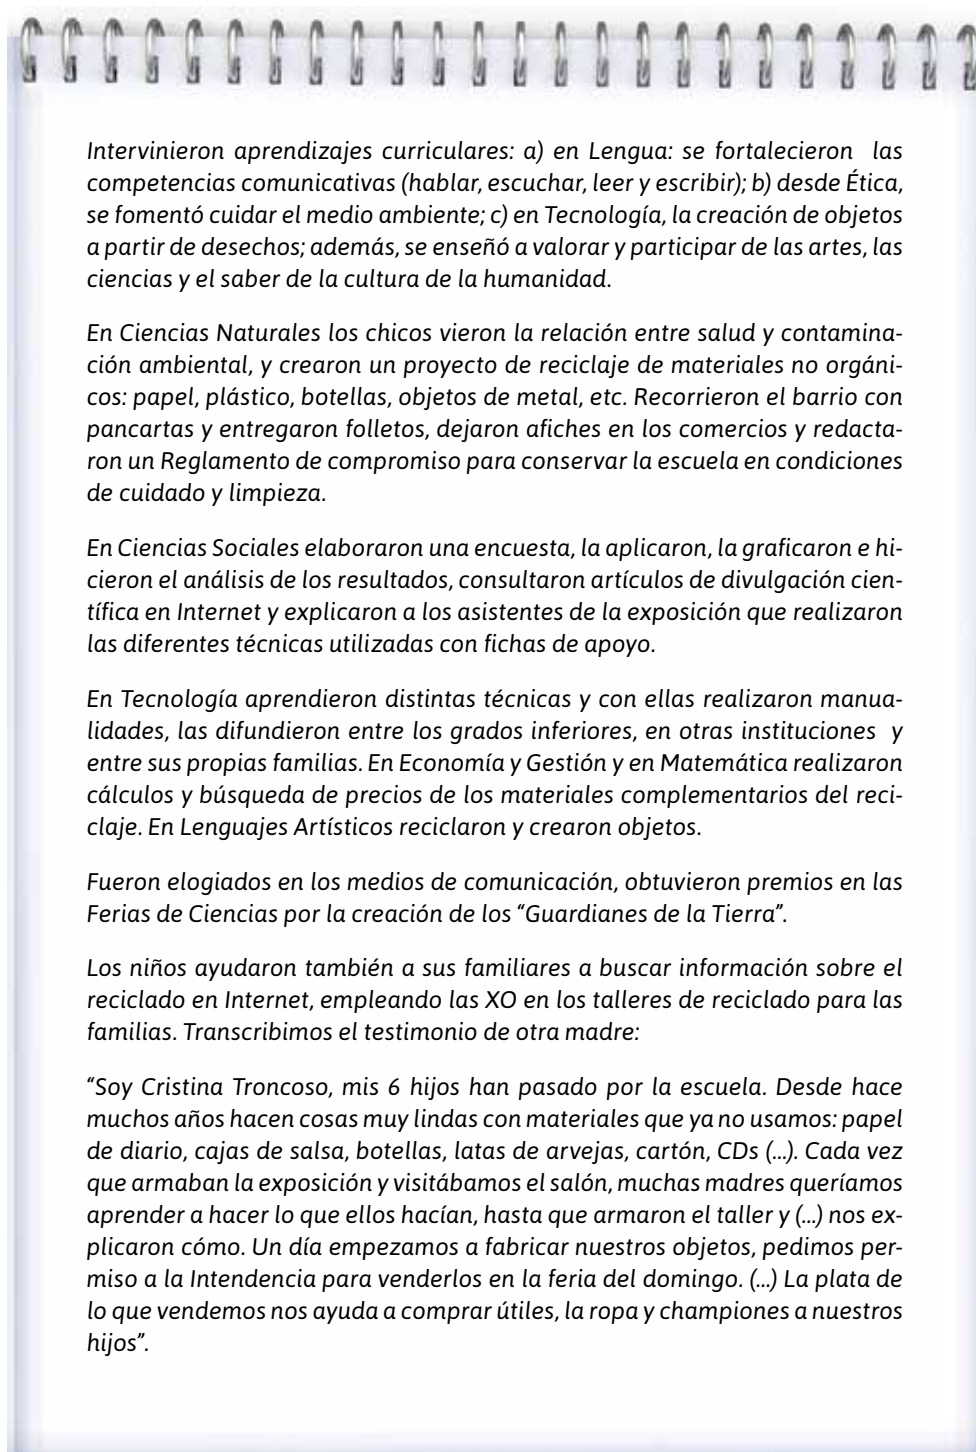 Intervinieron aprendizajes curriculares: a) en Lengua: se fortalecieron las
competencias comunicativas (hablar, escuchar, leer y escribir); b) desde Ética,
se fomentó cuidar el medio ambiente; c) en Tecnología, la creación de objetos
a partir de desechos; además, se enseñó a valorar y participar de las artes, las
ciencias y el saber de la cultura de la humanidad.
En Ciencias Naturales los chicos vieron la relación entre salud y contamina-
ción ambiental, y crearon un proyecto de reciclaje de materiales no orgáni-
cos: papel, plástico, botellas, objetos de metal, etc. Recorrieron el barrio con
pancartas y entregaron folletos, dejaron afiches en los comercios y redacta-
ron un Reglamento de compromiso para conservar la escuela en condiciones
de cuidado y limpieza.
En Ciencias Sociales elaboraron una encuesta, la aplicaron, la graficaron e hi-
cieron el análisis de los resultados, consultaron artículos de divulgación cien-
tífica en Internet y explicaron a los asistentes de la exposición que realizaron
las diferentes técnicas utilizadas con fichas de apoyo.
En Tecnología aprendieron distintas técnicas y con ellas realizaron manua-
lidades, las difundieron entre los grados inferiores, en otras instituciones y
entre sus propias familias. En Economía y Gestión y en Matemática realizaron
cálculos y búsqueda de precios de los materiales complementarios del reci-
claje. En Lenguajes Artísticos reciclaron y crearon objetos.
Fueron elogiados en los medios de comunicación, obtuvieron premios en las
Ferias de Ciencias por la creación de los “Guardianes de la Tierra”.
Los niños ayudaron también a sus familiares a buscar información sobre el
reciclado en Internet, empleando las XO en los talleres de reciclado para las
familias. Transcribimos el testimonio de otra madre:
“Soy Cristina Troncoso, mis 6 hijos han pasado por la escuela. Desde hace
muchos años hacen cosas muy lindas con materiales que ya no usamos: papel
de diario, cajas de salsa, botellas, latas de arvejas, cartón, CDs (...). Cada vez
que armaban la exposición y visitábamos el salón, muchas madres queríamos
aprender a hacer lo que ellos hacían, hasta que armaron el taller y (...) nos ex-
plicaron cómo. Un día empezamos a fabricar nuestros objetos, pedimos per-
miso a la Intendencia para venderlos en la feria del domingo. (...) La plata de
lo que vendemos nos ayuda a comprar útiles, la ropa y championes a nuestros
hijos”.